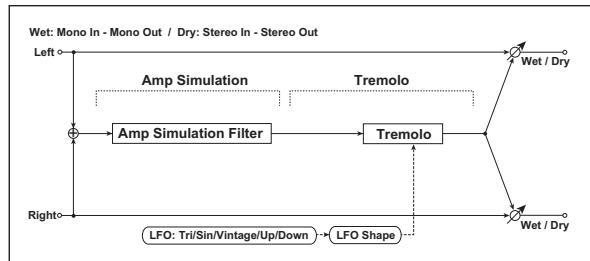 Wet: Mono In - Mono Out / Dry: Stereo In - Stereo Out
Left
Wet / Dry
Amp Simulation
Tremolo
Amp Simulation Filter
Tremolo
Right
Wet / Dry
LFO: Tri/Sin/Vintage/Up/Down
LFO Shape